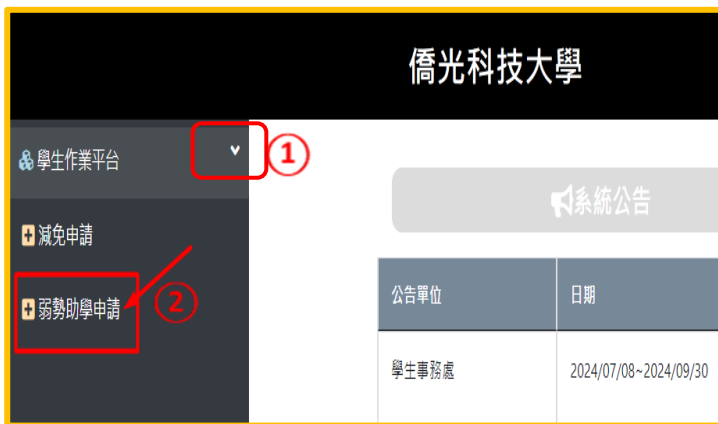 僑光科技大學
學生作業平台
①
系統公告
減免申請
弱勢助學申請
②
公告單位 日期
學生事務處 2024/07/08~2024/09/30